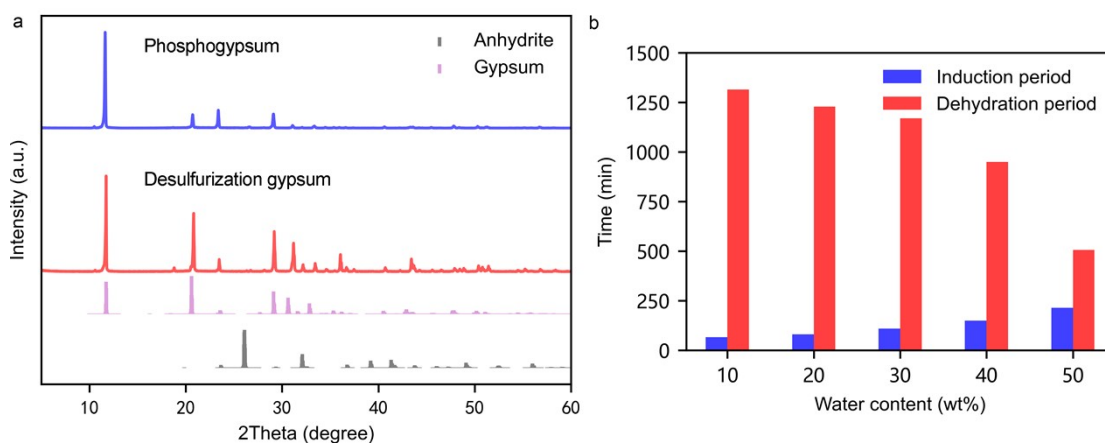 a
Phosphogypsum
Anhydrite
Gypsum
Desulfurization gypsum
Intensity (a.u.)
10 20 30 40 50 60
2Theta (degree)
b
1500
1250
1000
750
500
250
0
Induction period
Dehydration period
Time (min)
10 20 30 40 50
Water content (wt%)